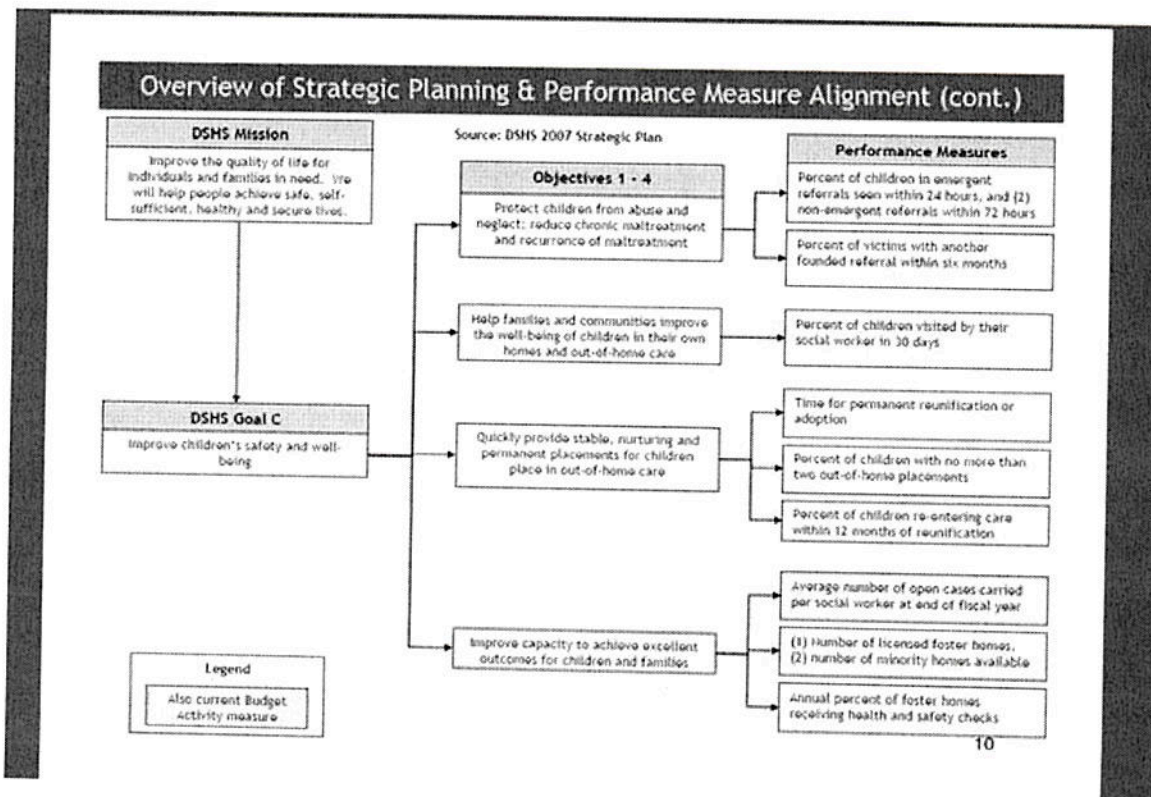 Overview of Strategic Planning & Performance Measure Alignment (cont.)
DSHS Mission
Improve the quality of life for
individuals and families in need. We
will help people achieve safe, self-
sufficient, healthy and secure lives.
Source: DSHS 2007 Strategic Plan
Objectives 1 - 4
Protect children from abuse and
neglect; reduce chronic maltreatment
and recurrence of maltreatment
Performance Measures
Percent of children in emergent
referrals seen within 24 hours, and (2)
non-emergent referrals within 72 hours
Percent of victims with another
founded referral within six months
Help families and communities improve
the well-being of children in their own
homes and out-of-home care
Percent of children visited by their
social worker in 30 days
DSHS Goal C
Improve children's safety and well-
being
Quickly provide stable, nurturing and
permanent placements for children
place in out-of-home care
Time for permanent reunification or
adoption
Percent of children with no more than
two out-of-home placements
Percent of children re-entering care
within 12 months of reunification
Improve capacity to achieve excellent
outcomes for children and families
Average number of open cases carried
per social worker at end of fiscal year
(1) Number of licensed foster homes,
(2) number of minority homes available
Annual percent of foster homes
receiving health and safety checks
Legend
Also current Budget
Activity measure
10